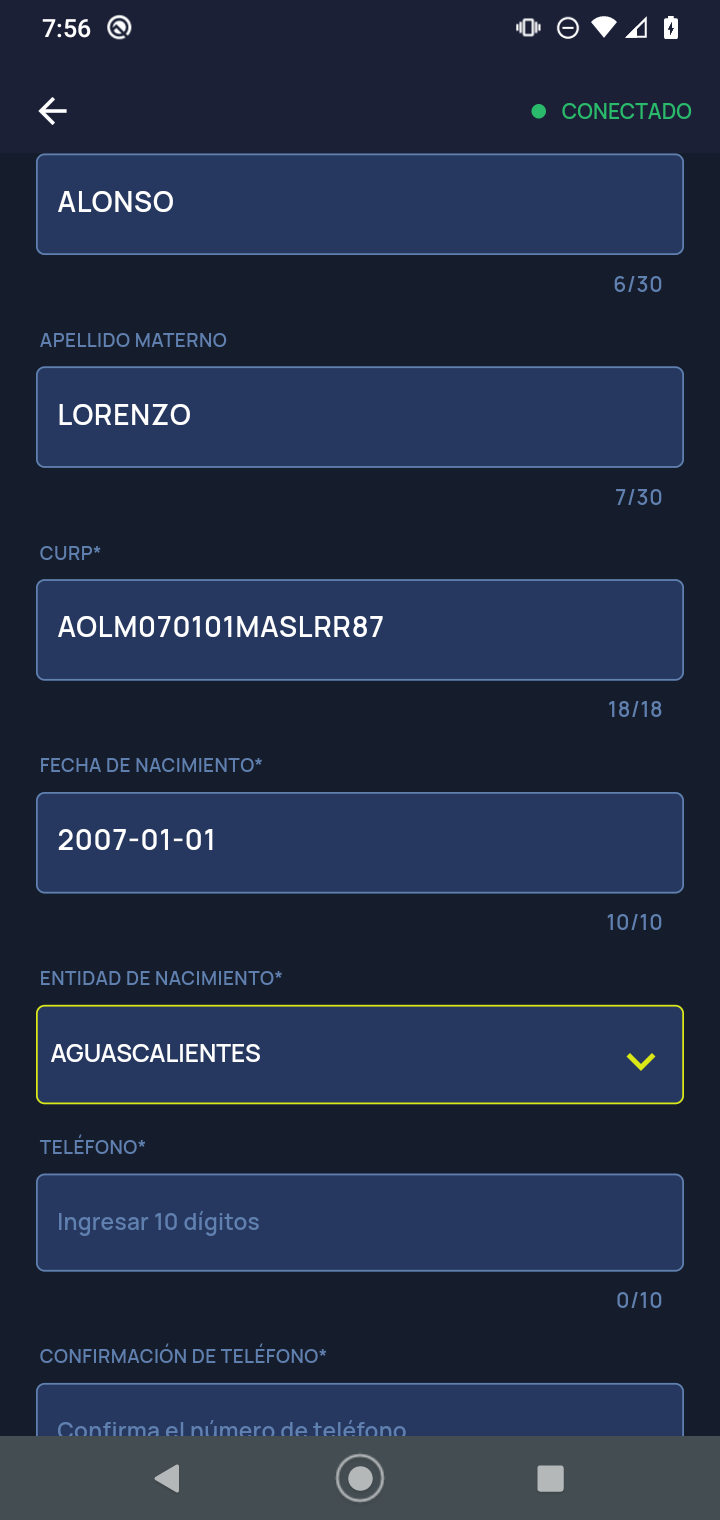 7:56
CONECTADO
ALONSO
6/30
APELLIDO MATERNO
LORENZO
7/30
CURP*
AOLM070101MASLRR87
18/18
FECHA DE NACIMIENTO*
2007-01-01
10/10
ENTIDAD DE NACIMIENTO*
AGUASCALIENTES
TELÉFONO*
Ingresar 10 dígitos
0/10
CONFIRMACIÓN DE TELÉFONO*
Confirma el número de teléfono